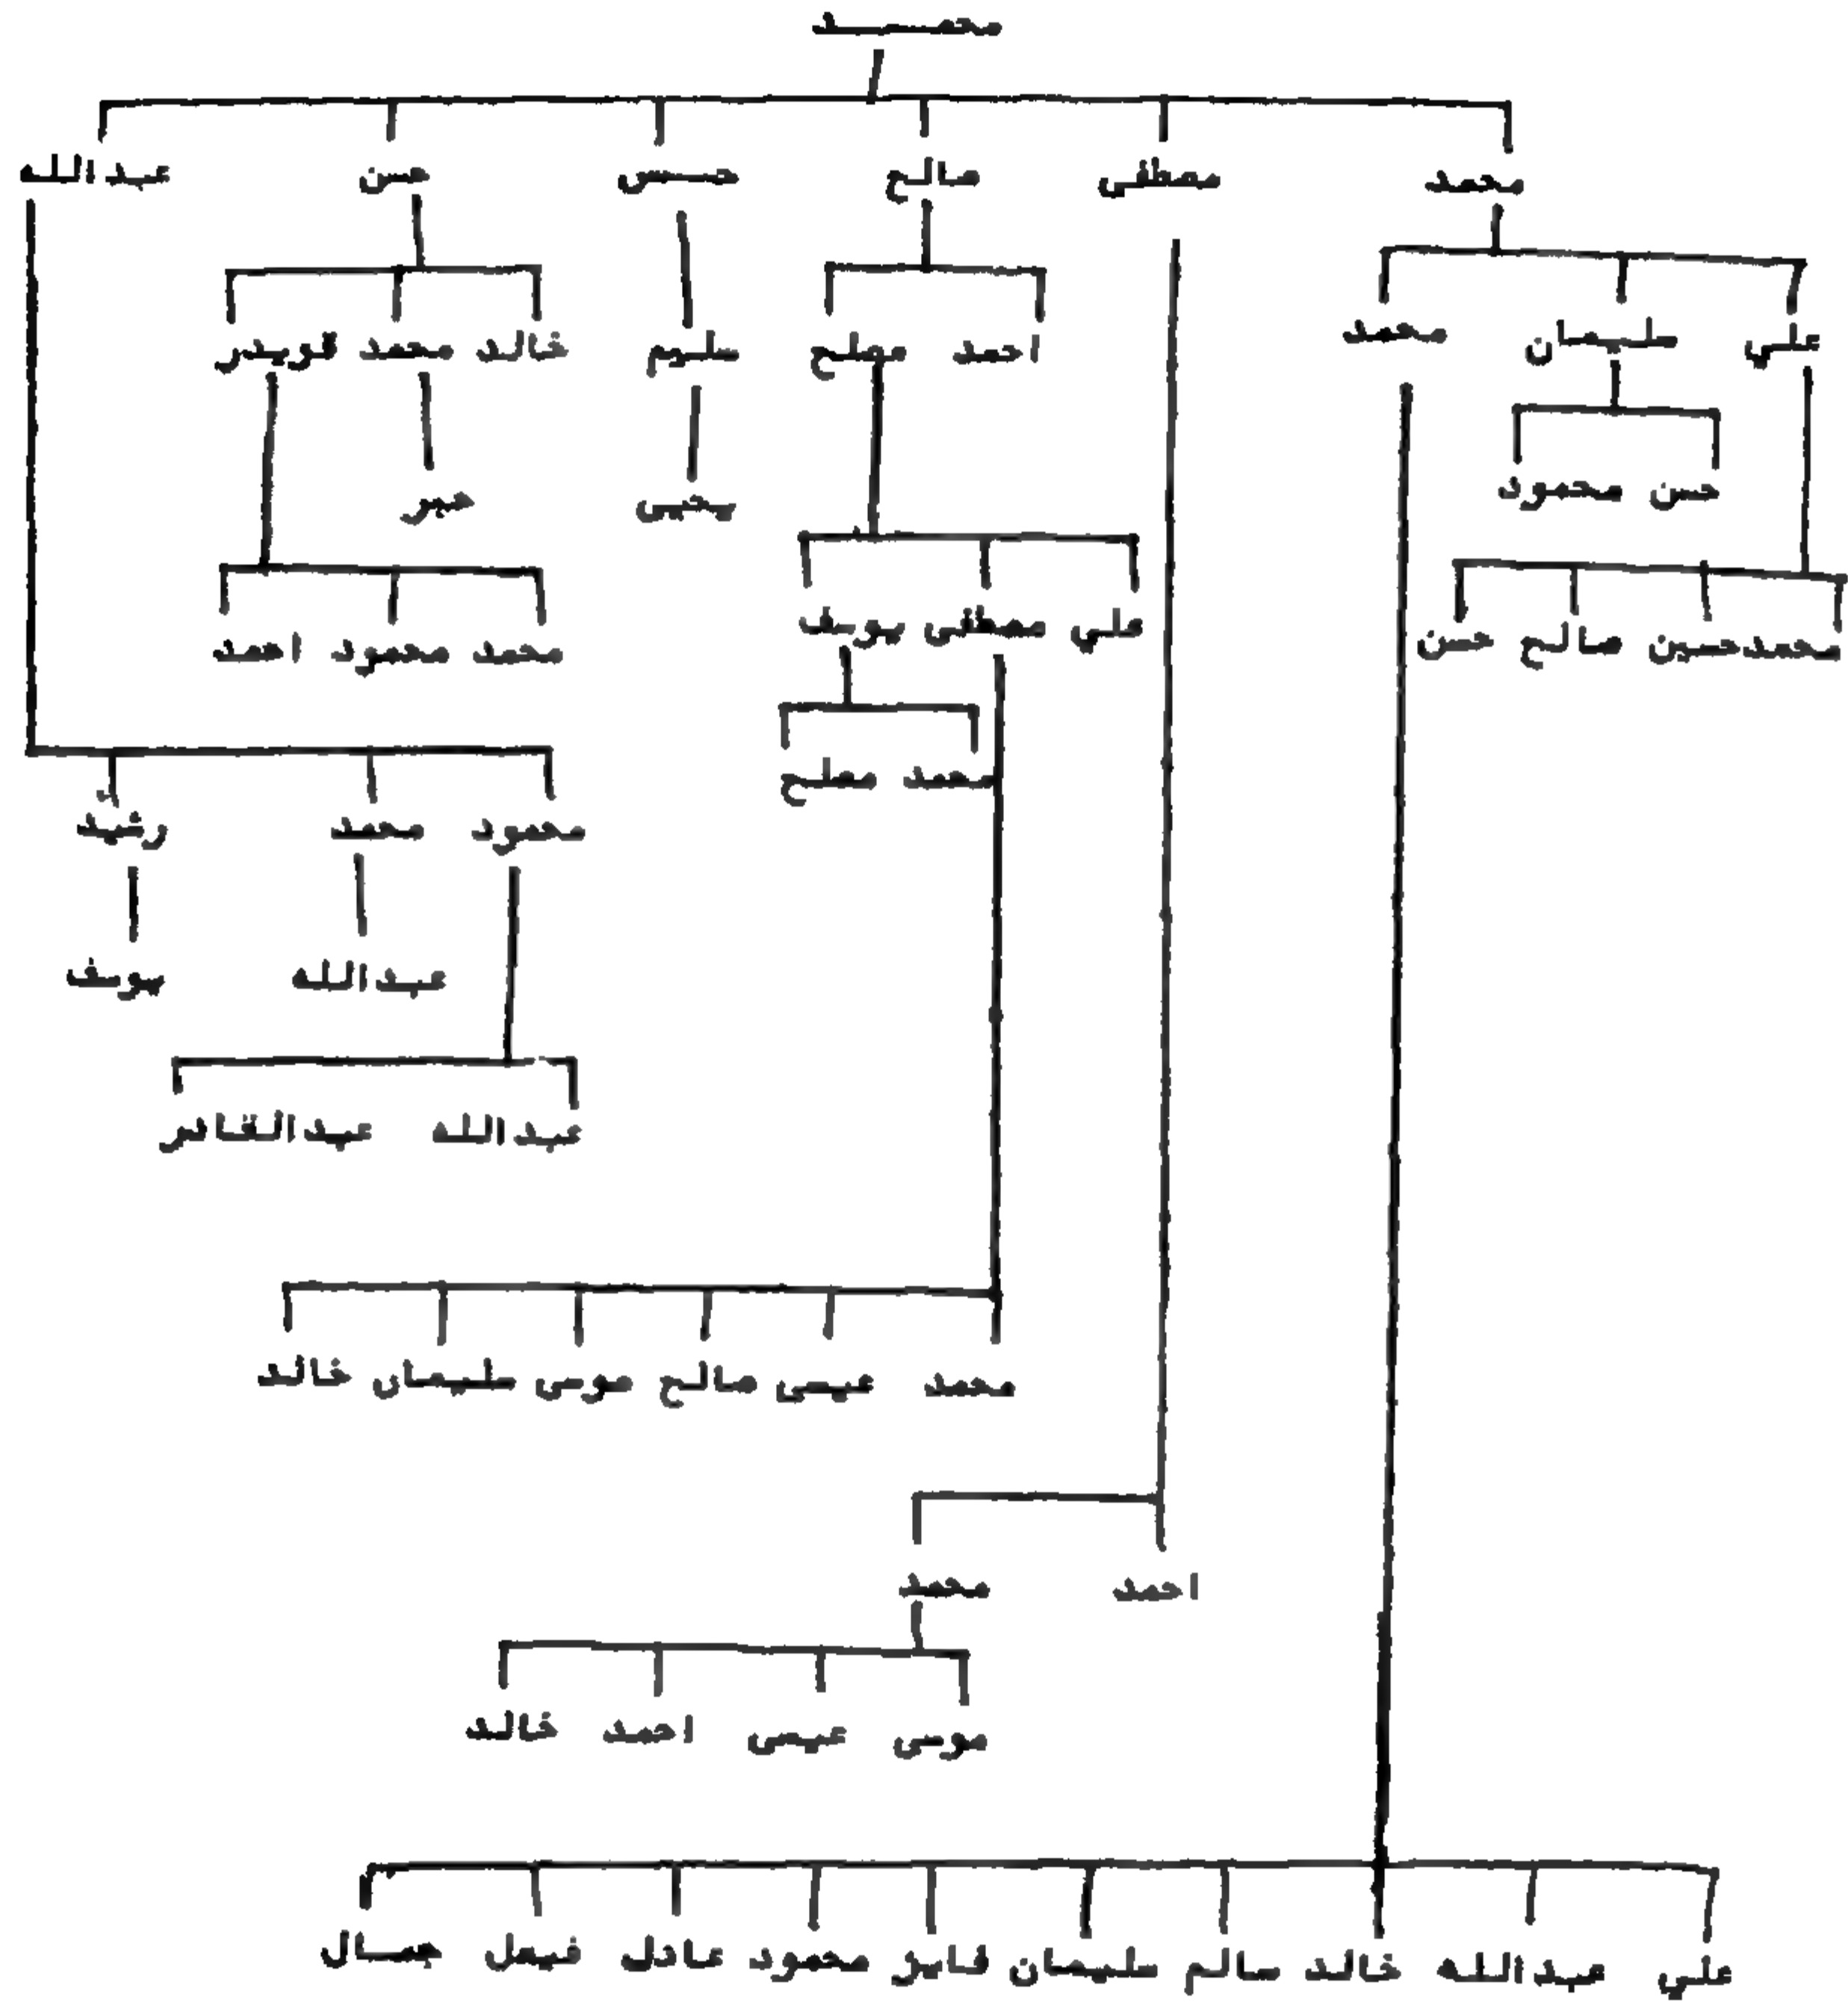 محمد
محمد مصطفى صالح حسن عبد الله
علي سليمان محمد
احمد مصلح سليم خالد محمد
حسن محمود
محمد حسين صالح حسن
علي مصطفى يوسف
محمد محمود احمد
محمد مصلح
محمود محمد رشيد
عبد الله يوسف
عبد الله عبد القادر
محمد عيسى صالح موسى سليمان خالد
احمد محمد
موسى عيسى احمد خالد
علي عبد الله خالد سالم سليمان فايز محمود عادل فيصل جمال